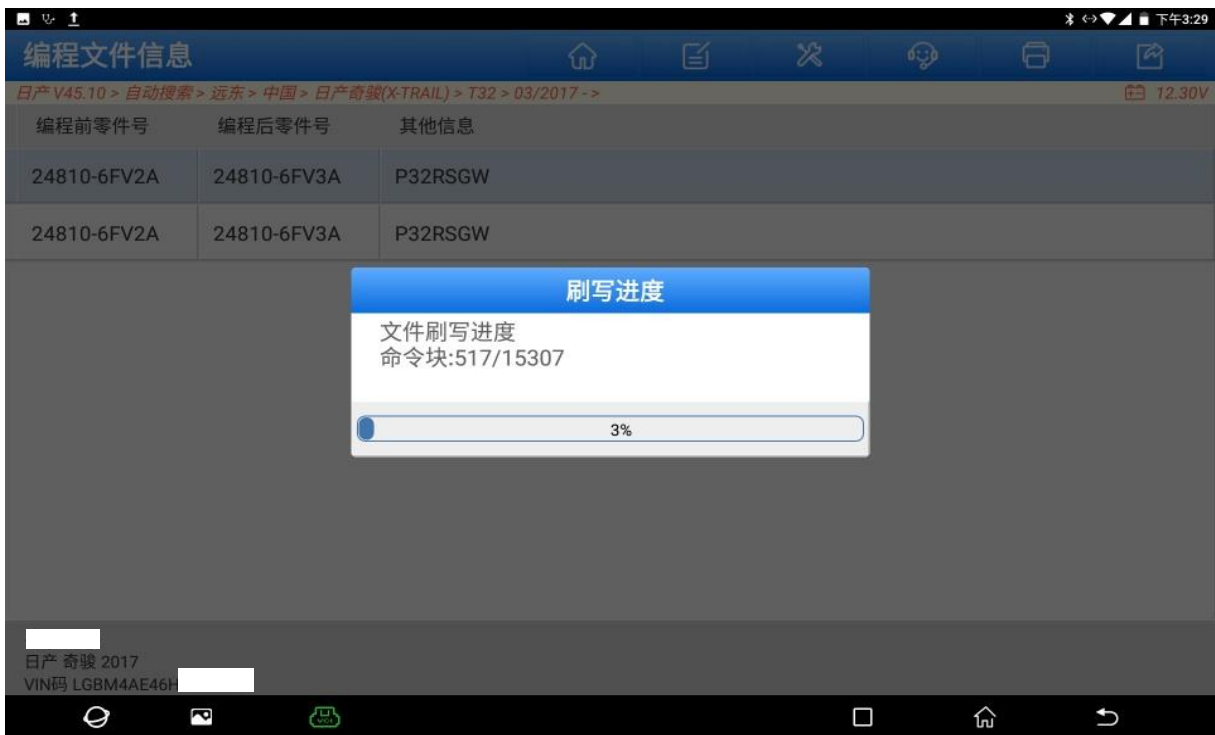 下午3:29
编程文件信息
日产 V45.10 > 自动搜索 > 远东 > 中国 > 日产奇骏(X-TRAIL) > T32 > 03/2017 - >
12.30V
编程前零件号 编程后零件号 其他信息
24810-6FV2A 24810-6FV3A P32RSGW
24810-6FV2A 24810-6FV3A P32RSGW
刷写进度
文件刷写进度
命令块:517/15307
3%
日产 奇骏 2017
VIN码 LGBM4AE46H
VCI